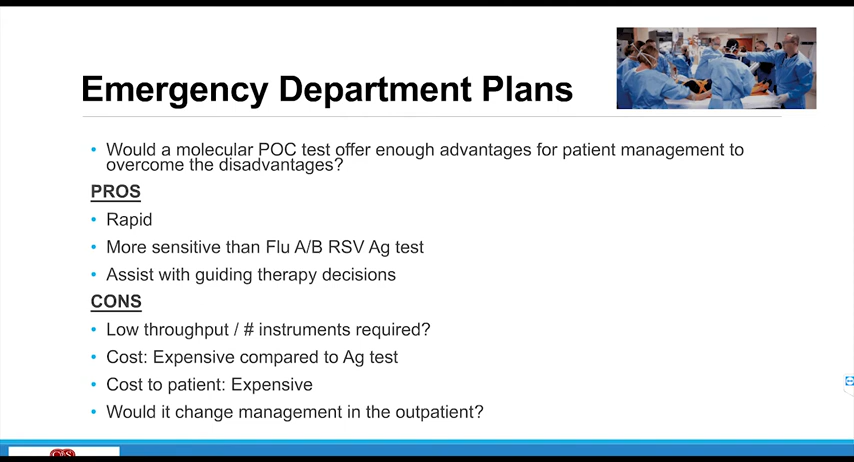 Emergency Department Plans
• Would a molecular POC test offer enough advantages for patient management to
overcome the disadvantages?
PROS
• Rapid
• More sensitive than Flu A/B RSV Ag test
• Assist with guiding therapy decisions
CONS
• Low throughput / # instruments required?
• Cost: Expensive compared to Ag test
• Cost to patient: Expensive
• Would it change management in the outpatient?